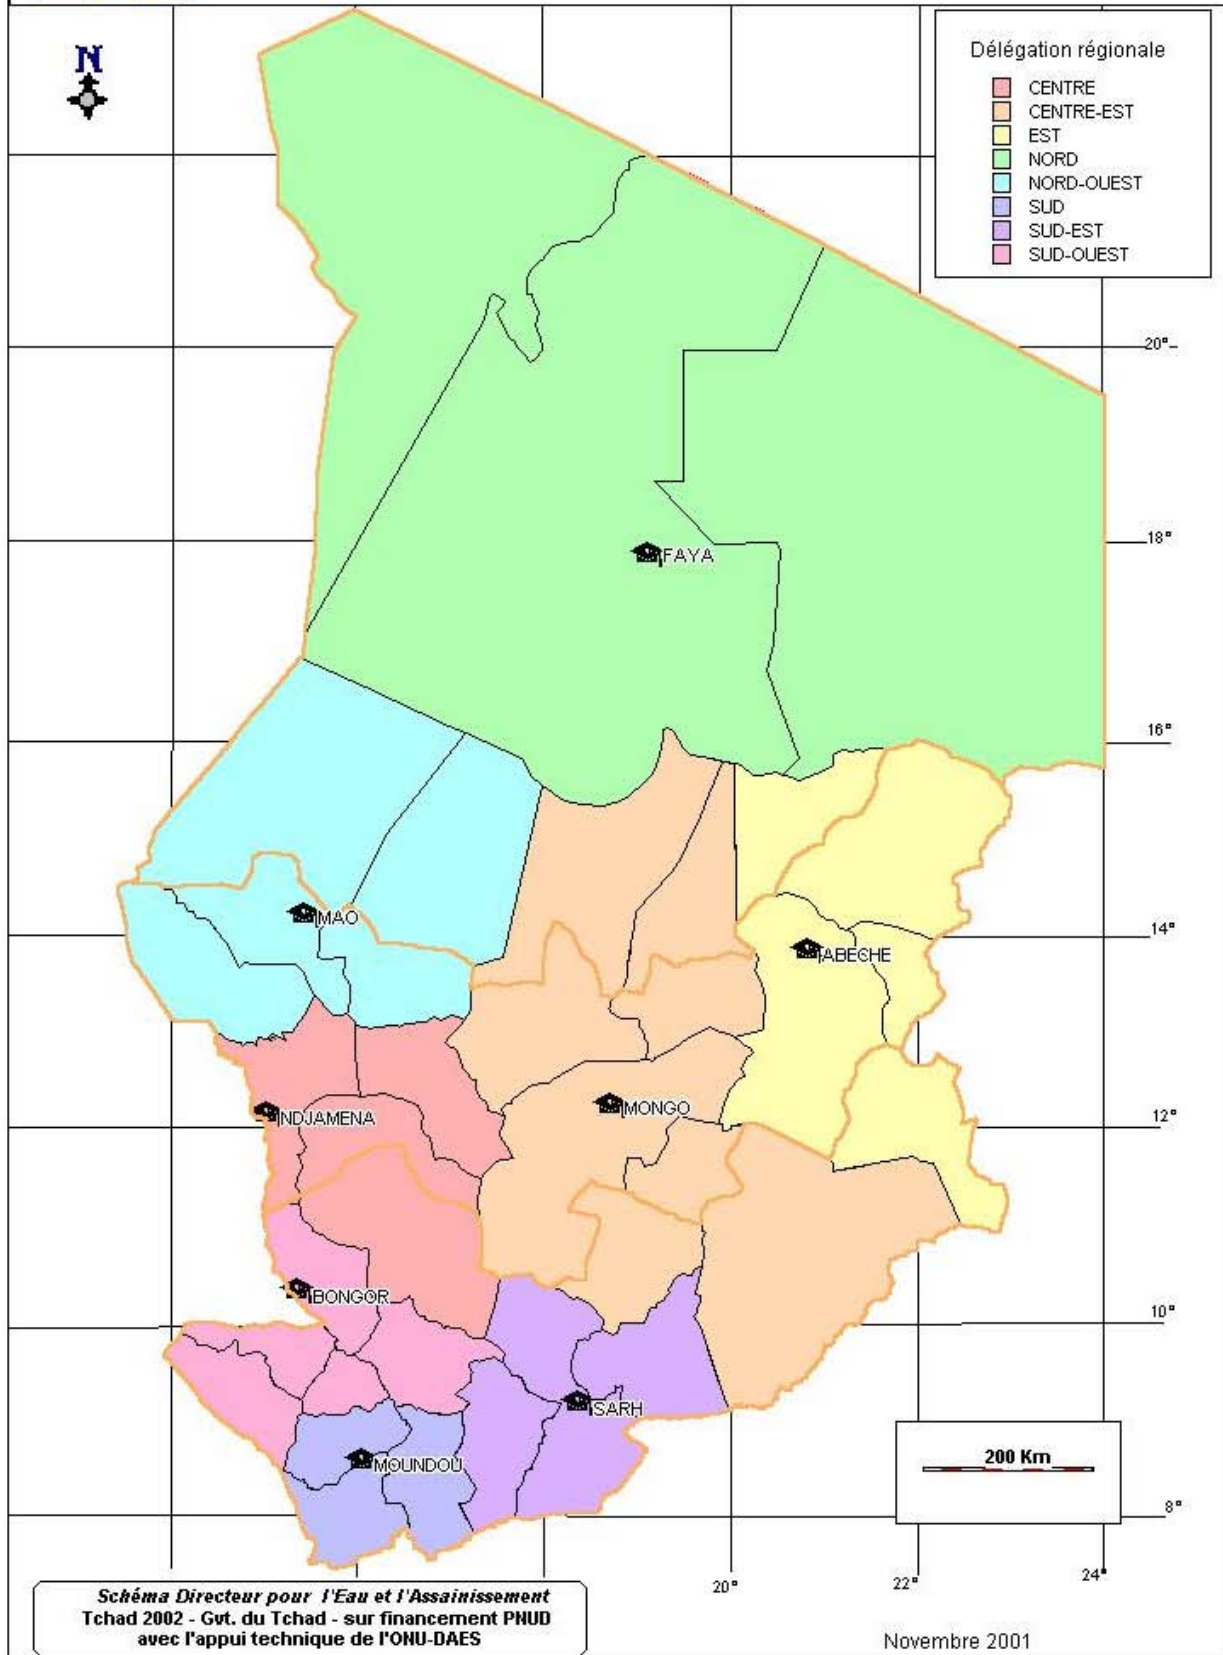 N
Délégation régionale
CENTRE
CENTRE-EST
EST
NORD
NORD-OUEST
SUD
SUD-EST
SUD-OUEST
20°
18°
FAYA
16°
MAO
14°
ABECHE
MONGO
NDJAMENA
12°
BONGOR
10°
SARH
MOUNDOU
200 Km
8°
20°
22°
24°
Schéma Directeur pour l'Eau et l'Assainissement
Tchad 2002 - Gvt. du Tchad - sur financement PNUD
avec l'appui technique de l'ONU-DAES
Novembre 2001